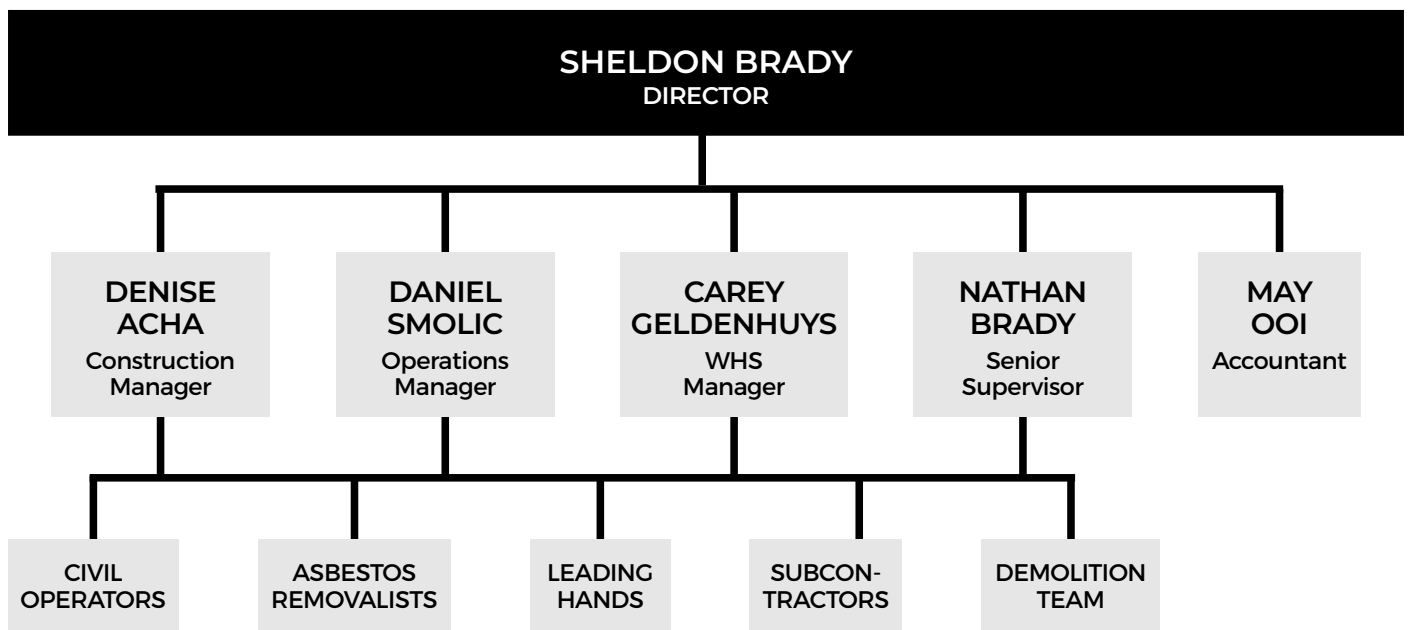 SHELDON BRADY
DIRECTOR
DENISE
ACHA
Construction
Manager
DANIEL
SMOLIC
Operations
Manager
CAREY
GELDENHUYS
WHS
Manager
NATHAN
BRADY
Senior
Supervisor
MAY
OOI
Accountant
CIVIL
OPERATORS
ASBESTOS
REMOVALISTS
LEADING
HANDS
SUBCON-
TRACTORS
DEMOLITION
TEAM